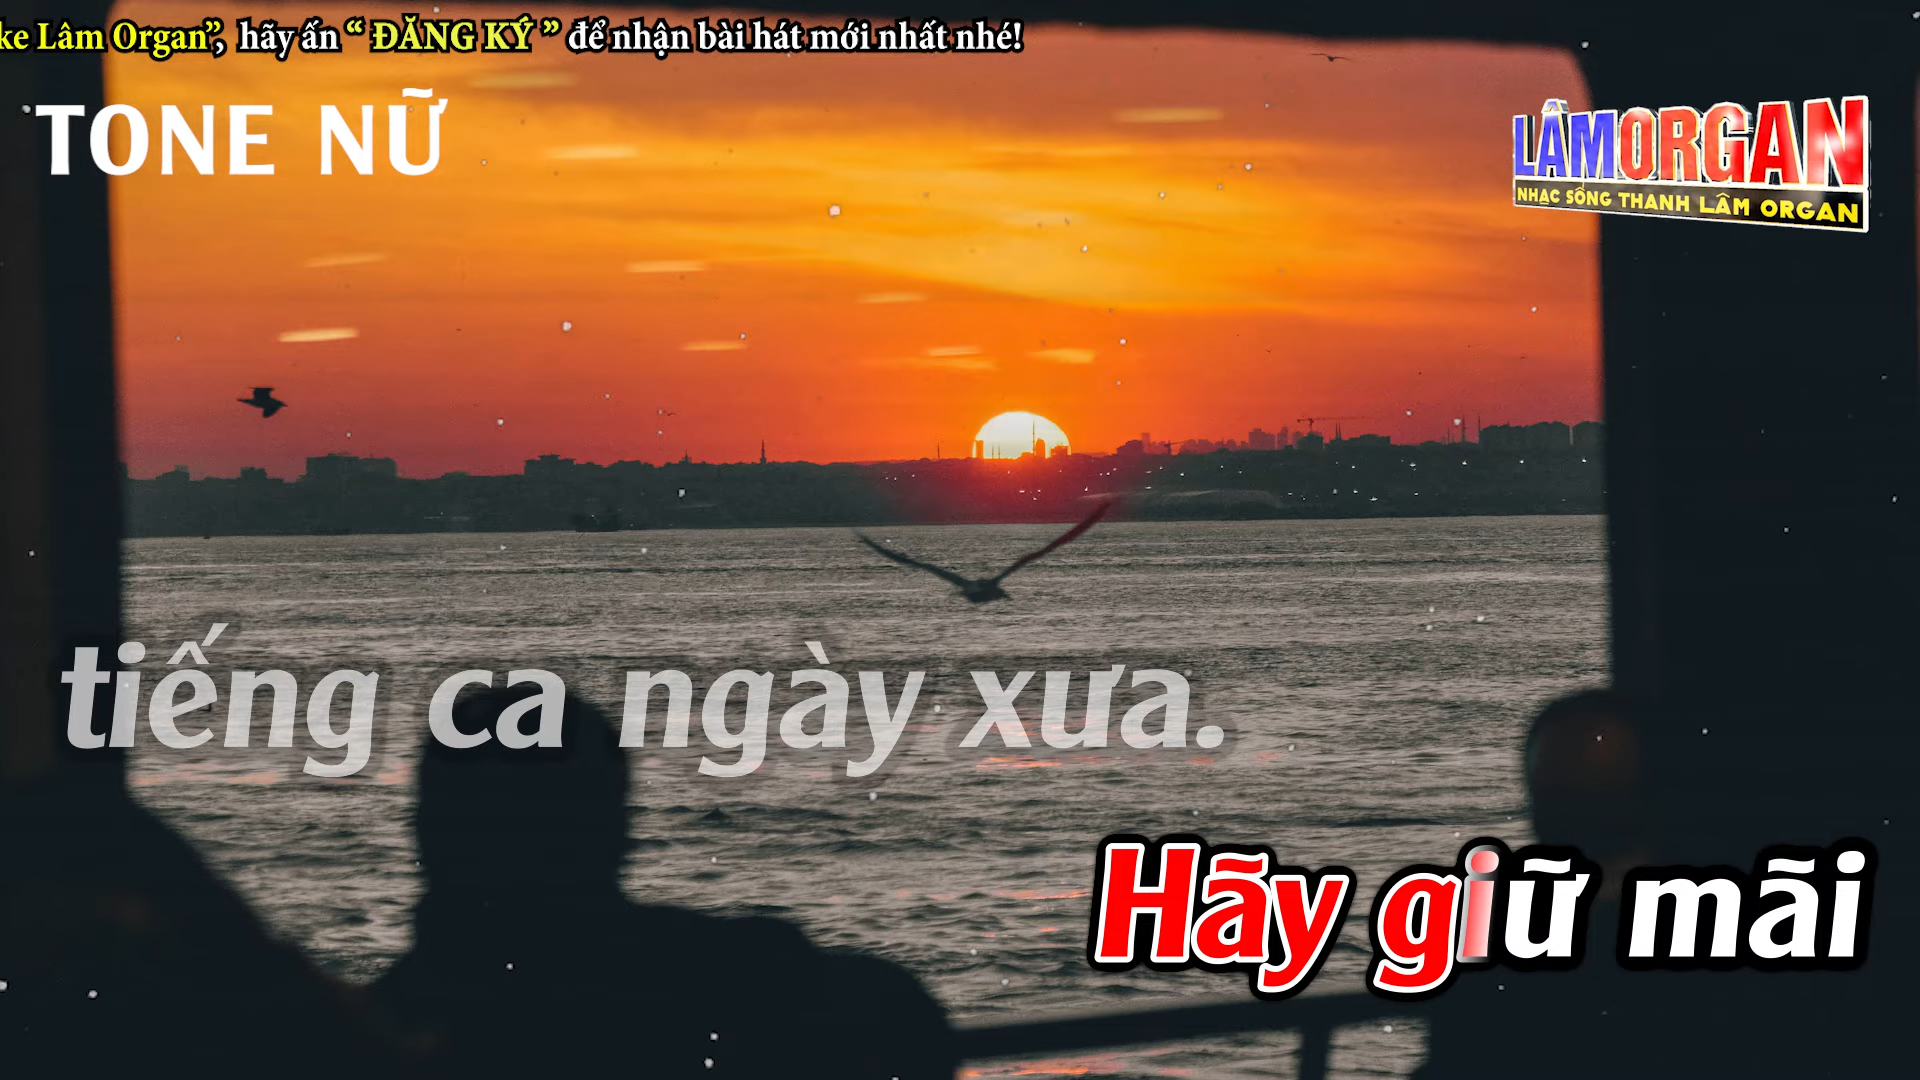 ke Lâm Organ”, hãy ấn “ ĐĂNG KÝ ” để nhận bài hát mới nhất nhé!
TONE NỮ
LÂMORGAN
NHẠC SỐNG THANH LÂM ORGAN
tiếng ca ngày xưa.
Hãy giữ mãi